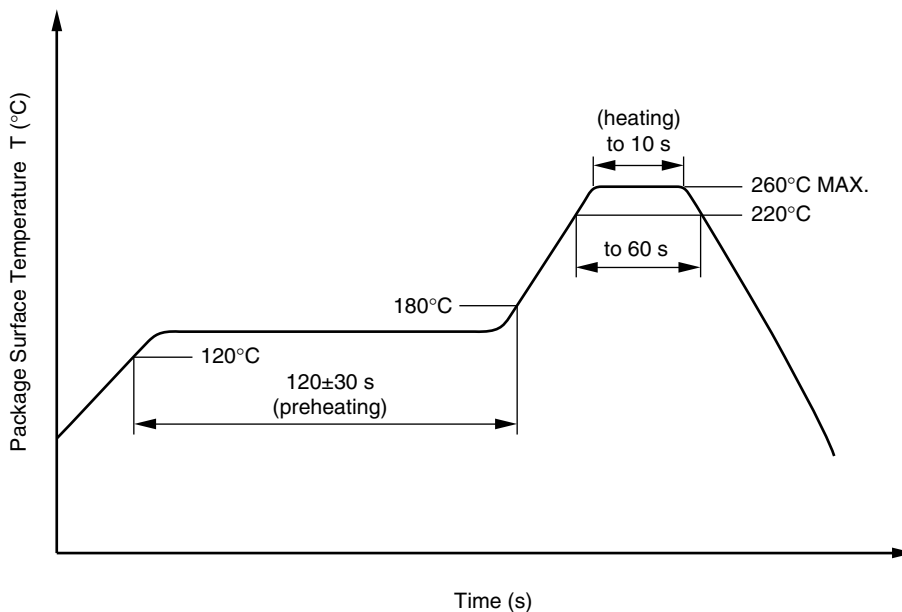 Package Surface Temperature T (°C)
(heating)
to 10 s
260°C MAX.
220°C
to 60 s
180°C
120°C
120±30 s
(preheating)
Time (s)